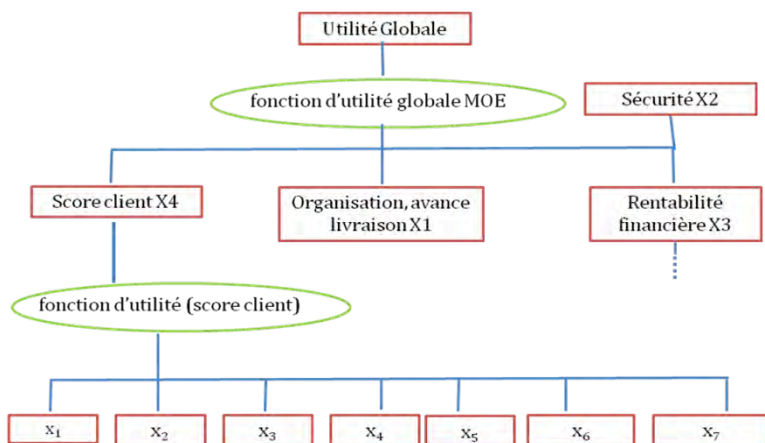 Utilité Globale
fonction d'utilité globale MOE
Sécurité X2
Score client X4
Organisation, avance
livraison X1
Rentabilité
financière X3
fonction d'utilité (score client)
x₁
x₂
x₃
x₄
x₅
x₆
x₇